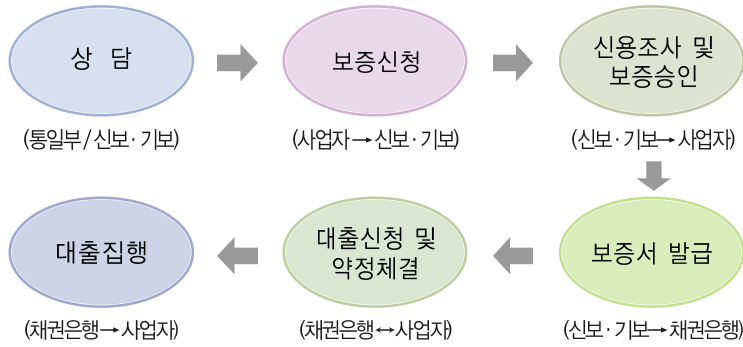 상 담
(통일부/신보·기보)
보증신청
(사업자→신보·기보)
신용조사 및
보증승인
(신보·기보→사업자)
보증서 발급
(신보·기보→채권은행)
대출신청 및
약정체결
(채권은행↔사업자)
대출집행
(채권은행→사업자)